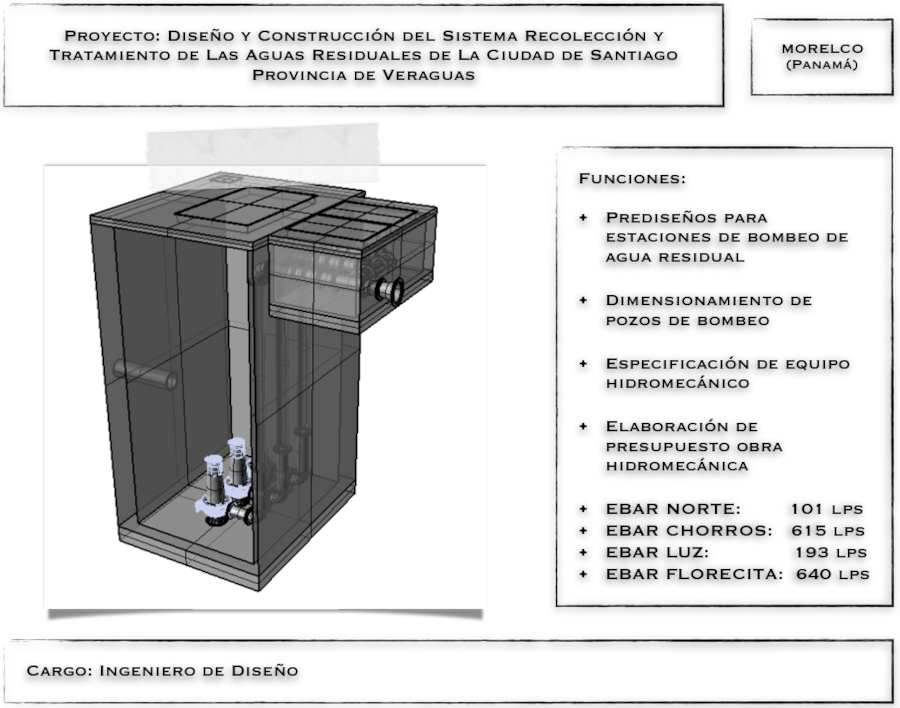 Proyecto: Diseño y Construcción del Sistema Recolección y
Tratamiento de Las Aguas Residuales de La Ciudad de Santiago
Provincia de Veraguas
MORELCO
(Panamá)
Funciones:
+ Prediseños para
estaciones de bombeo de
agua residual
+ Dimensionamiento de
pozos de bombeo
+ Especificación de equipo
hidromecánico
+ Elaboración de
presupuesto obra
hidromecánica
+ EBAR NORTE: 101 lps
+ EBAR CHORROS: 615 lps
+ EBAR LUZ: 193 lps
+ EBAR FLORECITA: 640 lps
Cargo: Ingeniero de Diseño